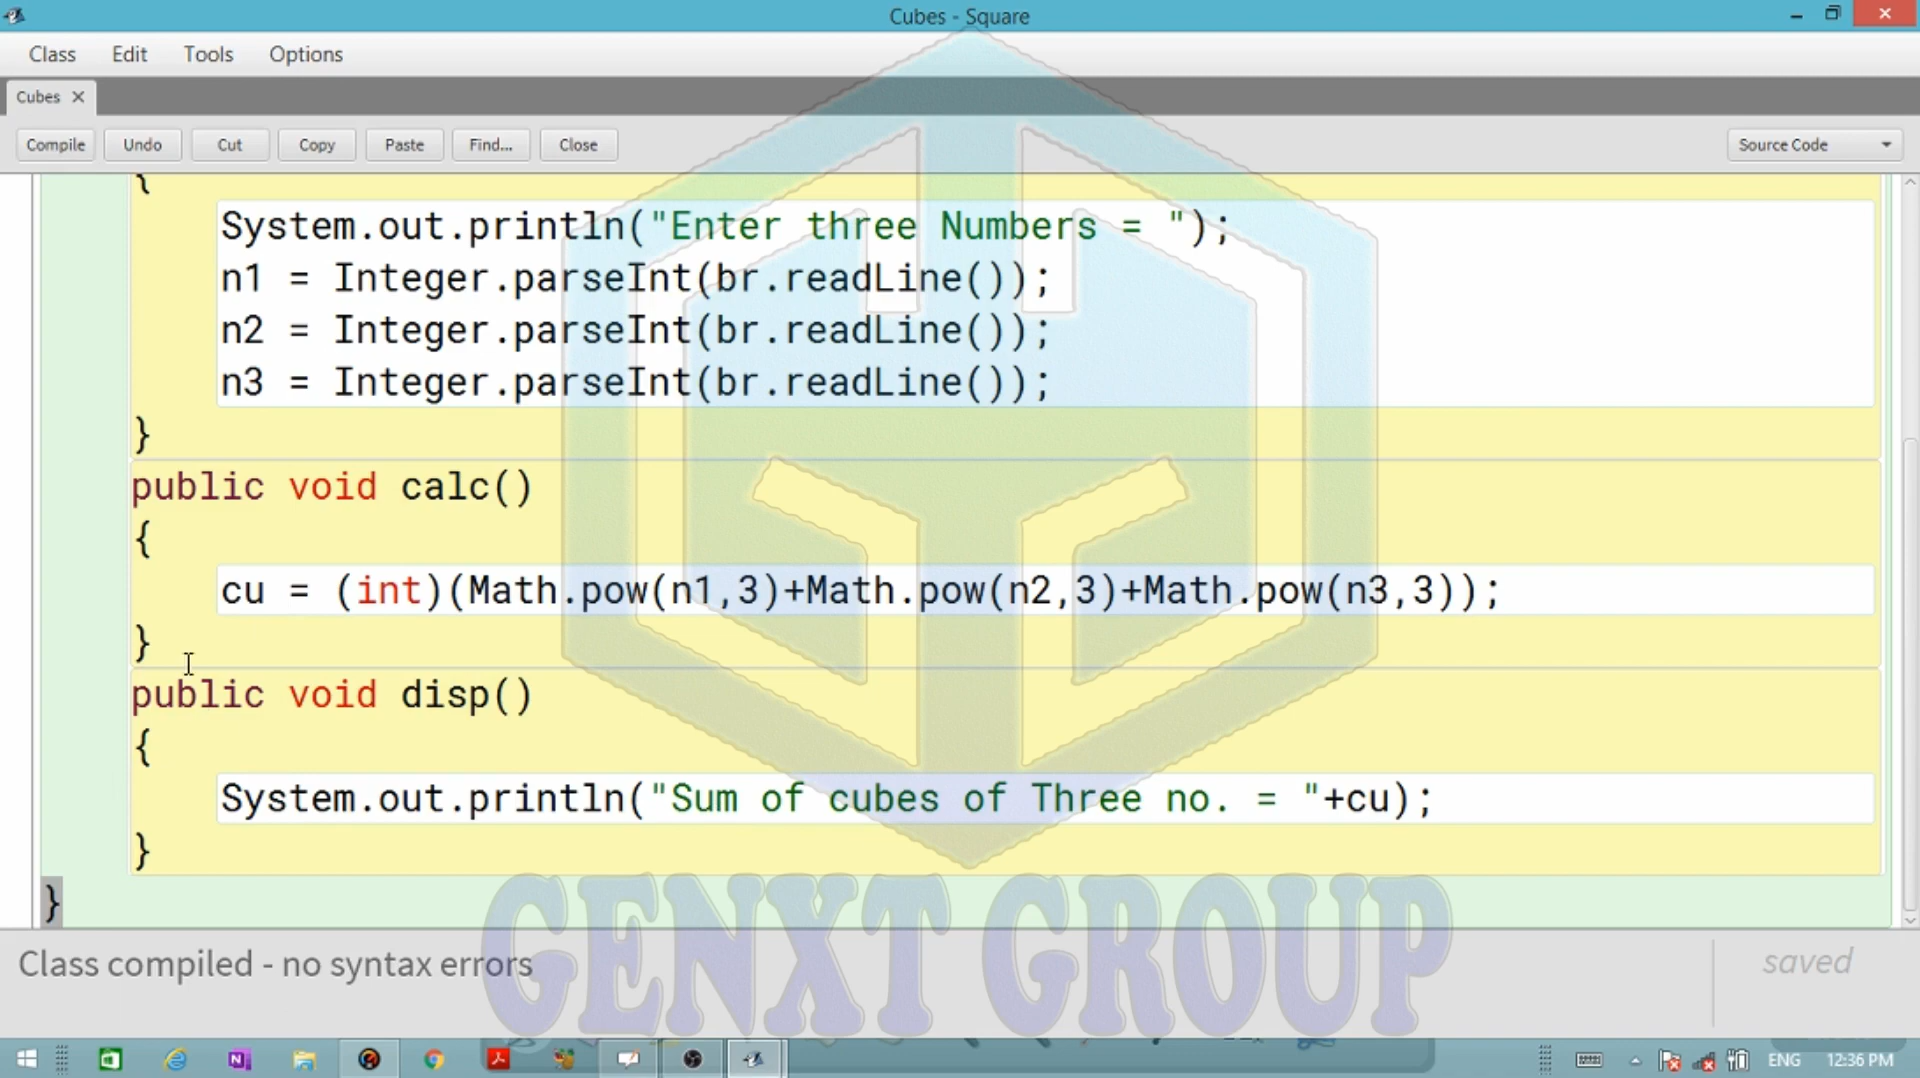 Cubes - Square
Class Edit Tools Options
Cubes
Compile Undo Cut Copy Paste Find... Close Source Code
{
System.out.println("Enter three Numbers = ");
n1 = Integer.parseInt(br.readLine());
n2 = Integer.parseInt(br.readLine());
n3 = Integer.parseInt(br.readLine());
}
public void calc()
{
cu = (int)(Math.pow(n1,3)+Math.pow(n2,3)+Math.pow(n3,3));
}
public void disp()
{
System.out.println("Sum of cubes of Three no. = "+cu);
}
}
GENXT GROUP
Class compiled - no syntax errors
saved
ENG 12:36 PM